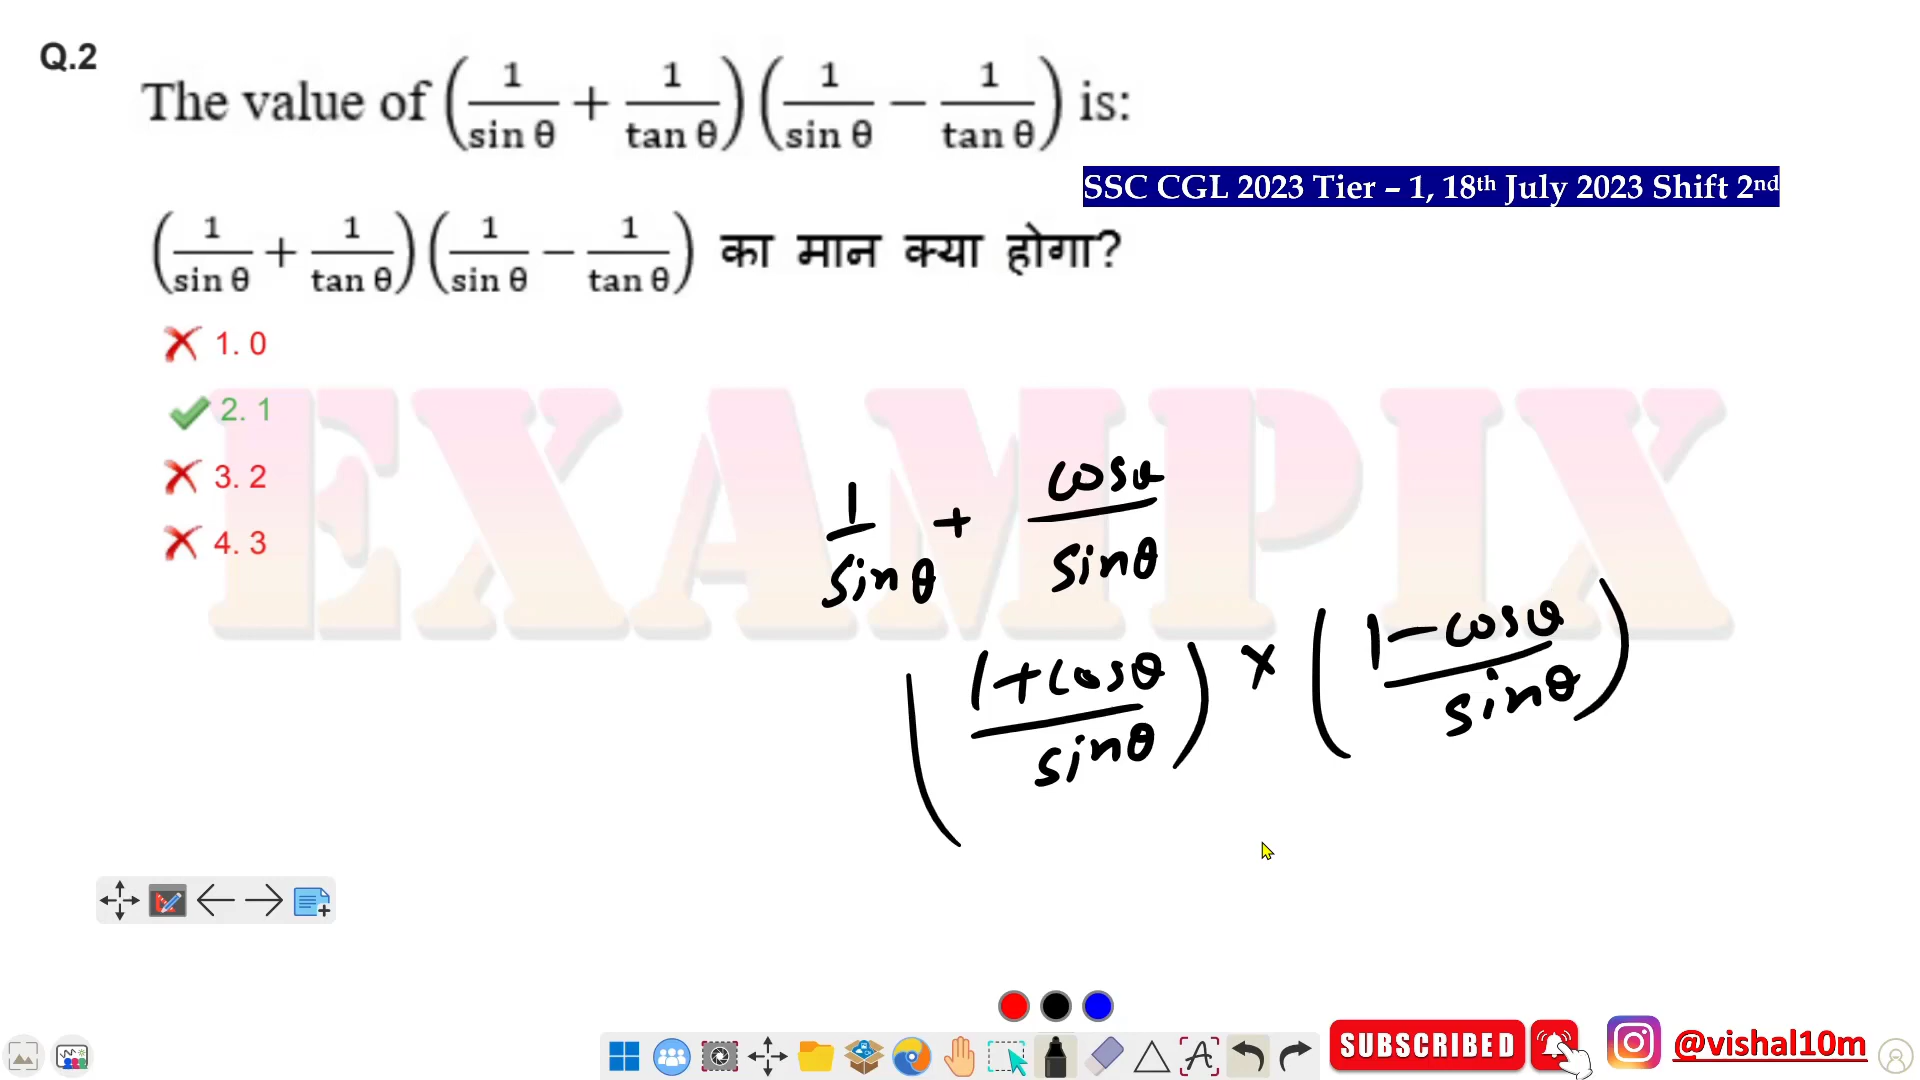 Q.2
The value of (1/sin θ + 1/tan θ)(1/sin θ − 1/tan θ) is:
SSC CGL 2023 Tier – 1, 18th July 2023 Shift 2nd
(1/sin θ + 1/tan θ)(1/sin θ − 1/tan θ) का मान क्या होगा?
1. 0
2. 1
3. 2
4. 3
EXAMPIX
1/sinθ + cosθ/sinθ
(1+cosθ/sinθ) × (1−cosθ/sinθ)
SUBSCRIBED
@vishal10m